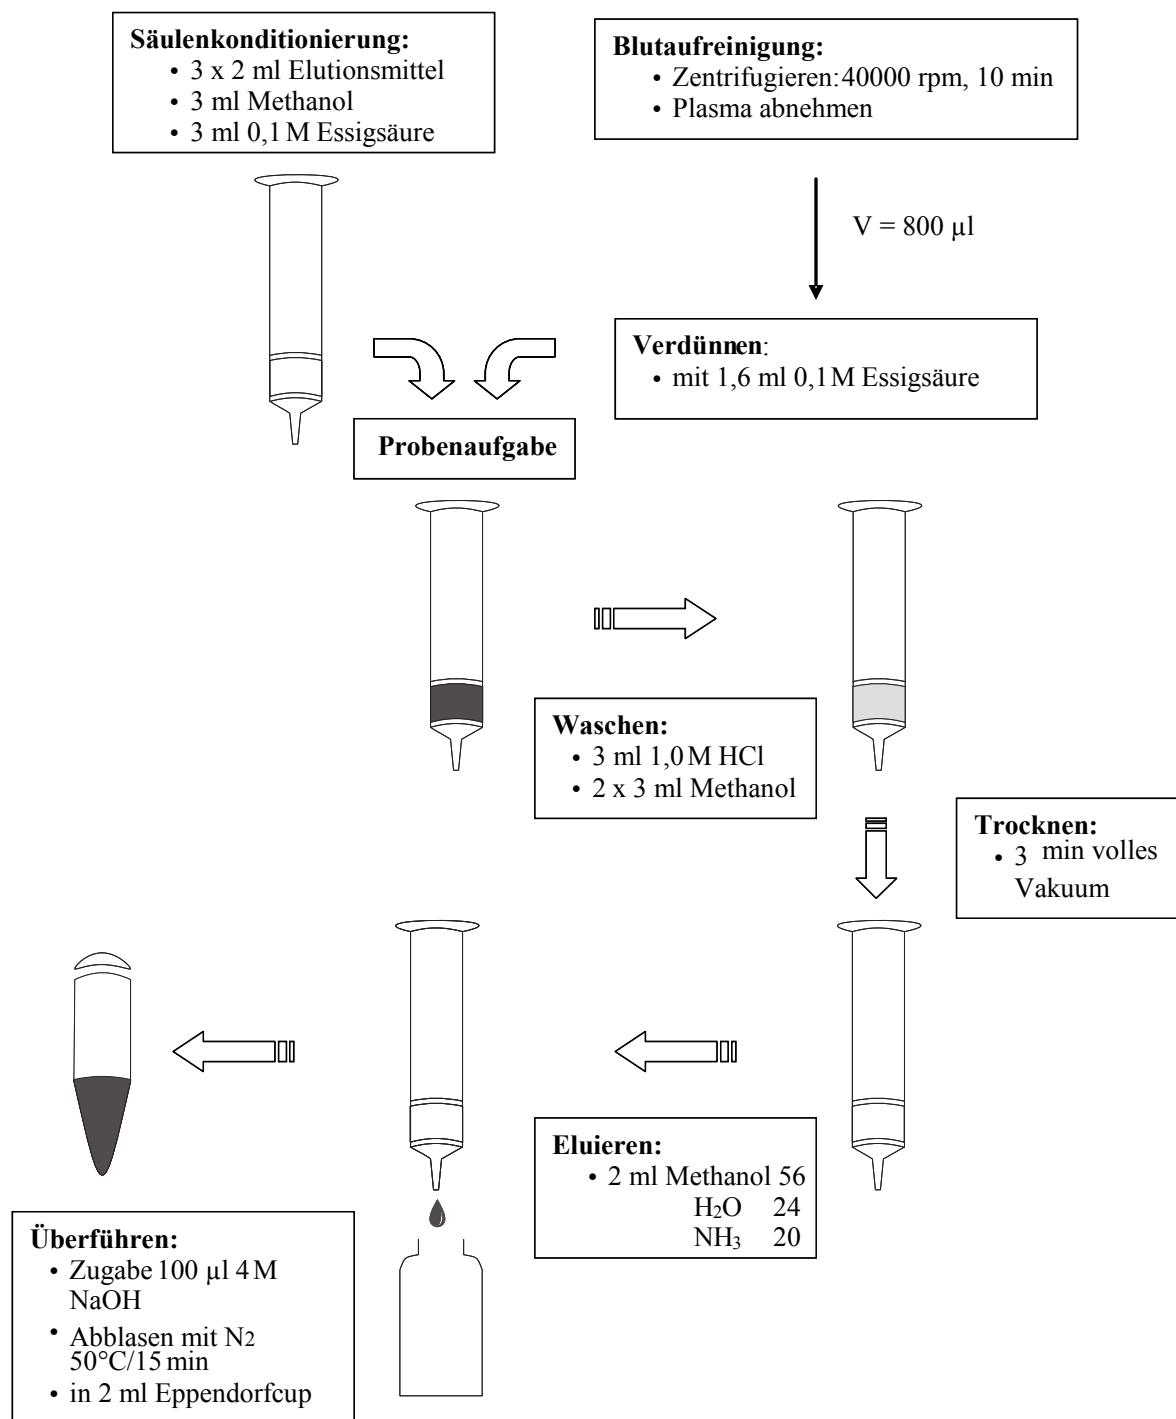 Säulenkonditionierung:
• 3 x 2 ml Elutionsmittel
• 3 ml Methanol
• 3 ml 0,1 M Essigsäure
Blutaufreinigung:
• Zentrifugieren: 40000 rpm, 10 min
• Plasma abnehmen
V = 800 µl
Verdünnen:
• mit 1,6 ml 0,1 M Essigsäure
Probenaufgabe
Waschen:
• 3 ml 1,0 M HCl
• 2 x 3 ml Methanol
Trocknen:
• 3 min volles
Vakuum
Eluieren:
• 2 ml Methanol 56
H₂O 24
NH₃ 20
Überführen:
• Zugabe 100 µl 4 M
NaOH
• Abblasen mit N2
50°C/15 min
• in 2 ml Eppendorfcup